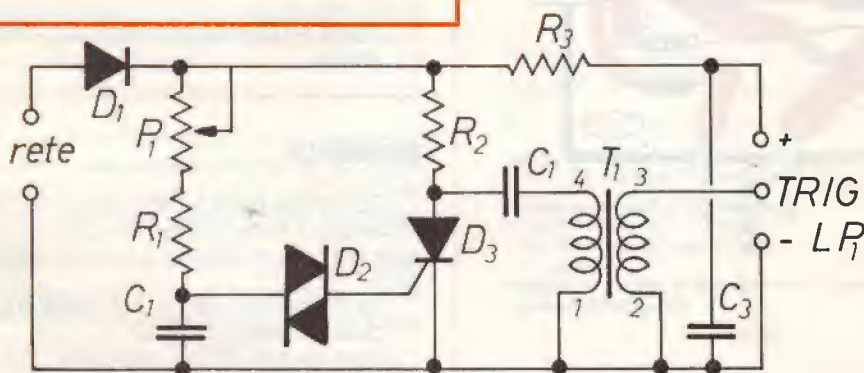 R3
D1
P1
R2
rete
C1
4
T1
3
+
TRIG
R1
D3
- LP1
D2
C1
1
2
C3